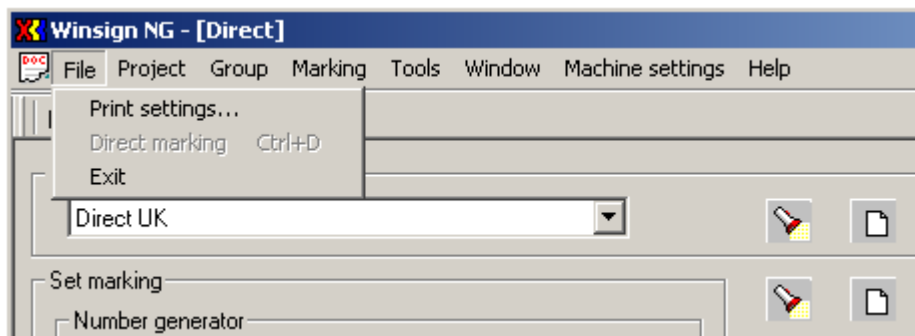 Winsign NG - [Direct]
DOC File Project Group Marking Tools Window Machine settings Help
Print settings...
Direct marking Ctrl+D
Exit
Direct UK
Set marking
Number generator